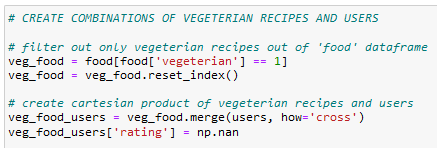 # CREATE COMBINATIONS OF VEGETERIAN RECIPES AND USERS
# filter out only vegeterian recipes out of 'food' dataframe
veg_food = food[food['vegeterian'] == 1]
veg_food = veg_food.reset_index()
# create cartesian product of vegeterian recipes and users
veg_food_users = veg_food.merge(users, how='cross')
veg_food_users['rating'] = np.nan